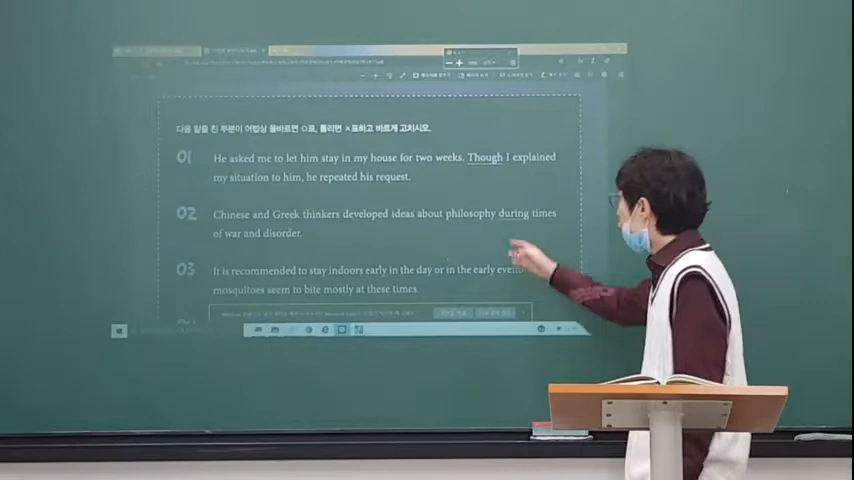 다음 밑줄 친 부분이 어법상 올바르면 O표, 틀리면 ×표하고 바르게 고치시오.
01 He asked me to let him stay in my house for two weeks. Though I explained
my situation to him, he repeated his request.
02 Chinese and Greek thinkers developed ideas about philosophy during times
of war and disorder.
03 It is recommended to stay indoors early in the day or in the early
mosquitoes seem to bite mostly at these times.